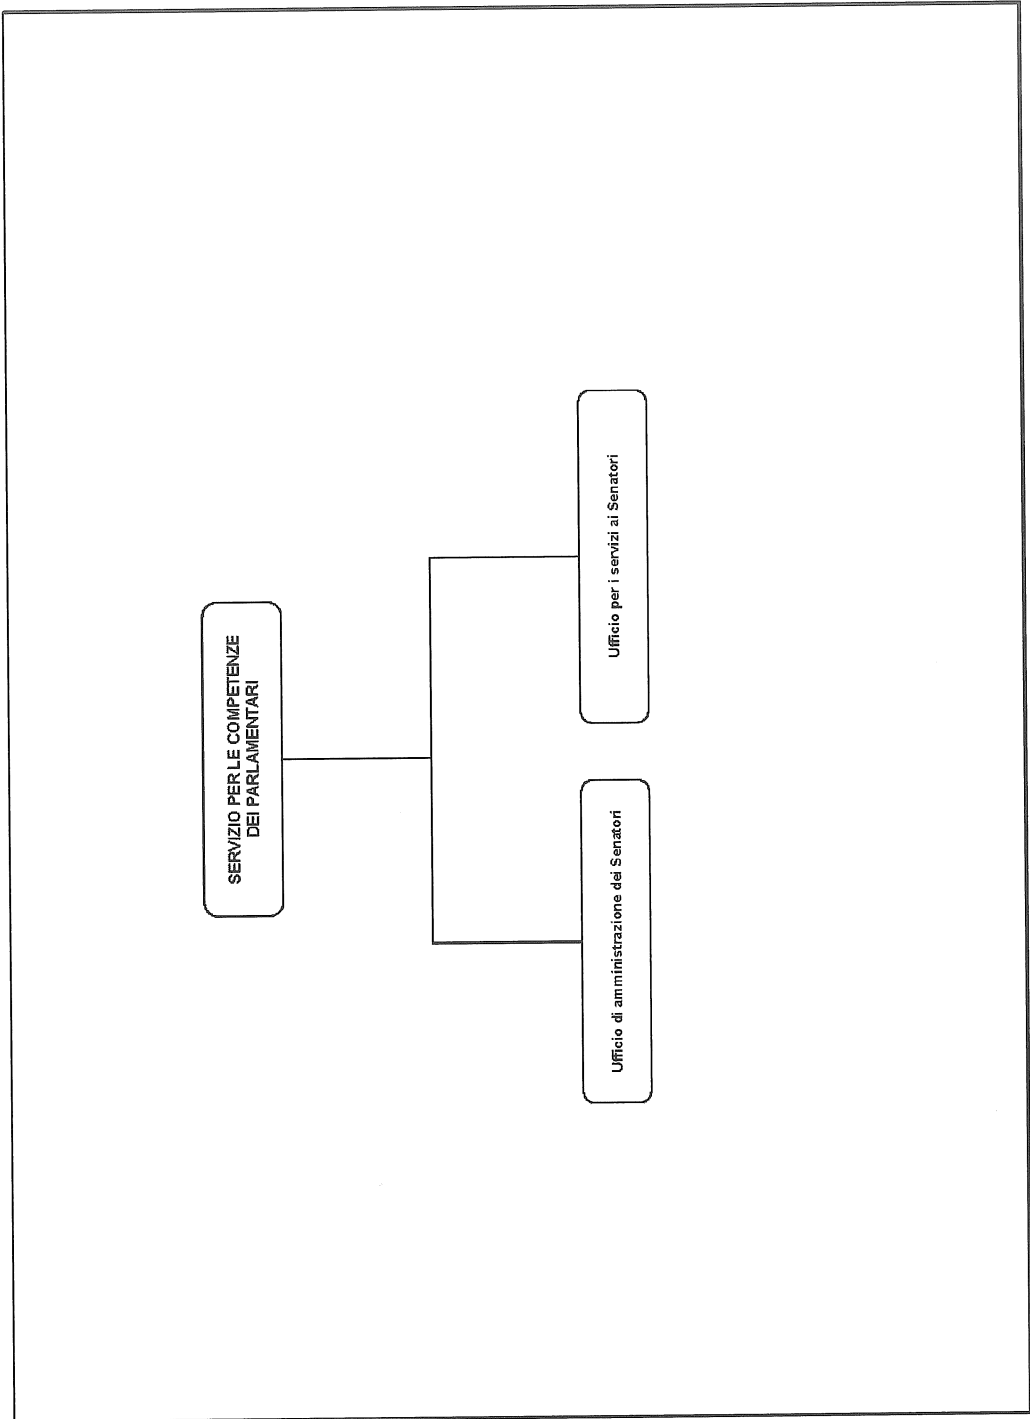 SERVIZIO PER LE COMPETENZE
DEI PARLAMENTARI
Ufficio di amministrazione dei Senatori
Ufficio per i servizi ai Senatori